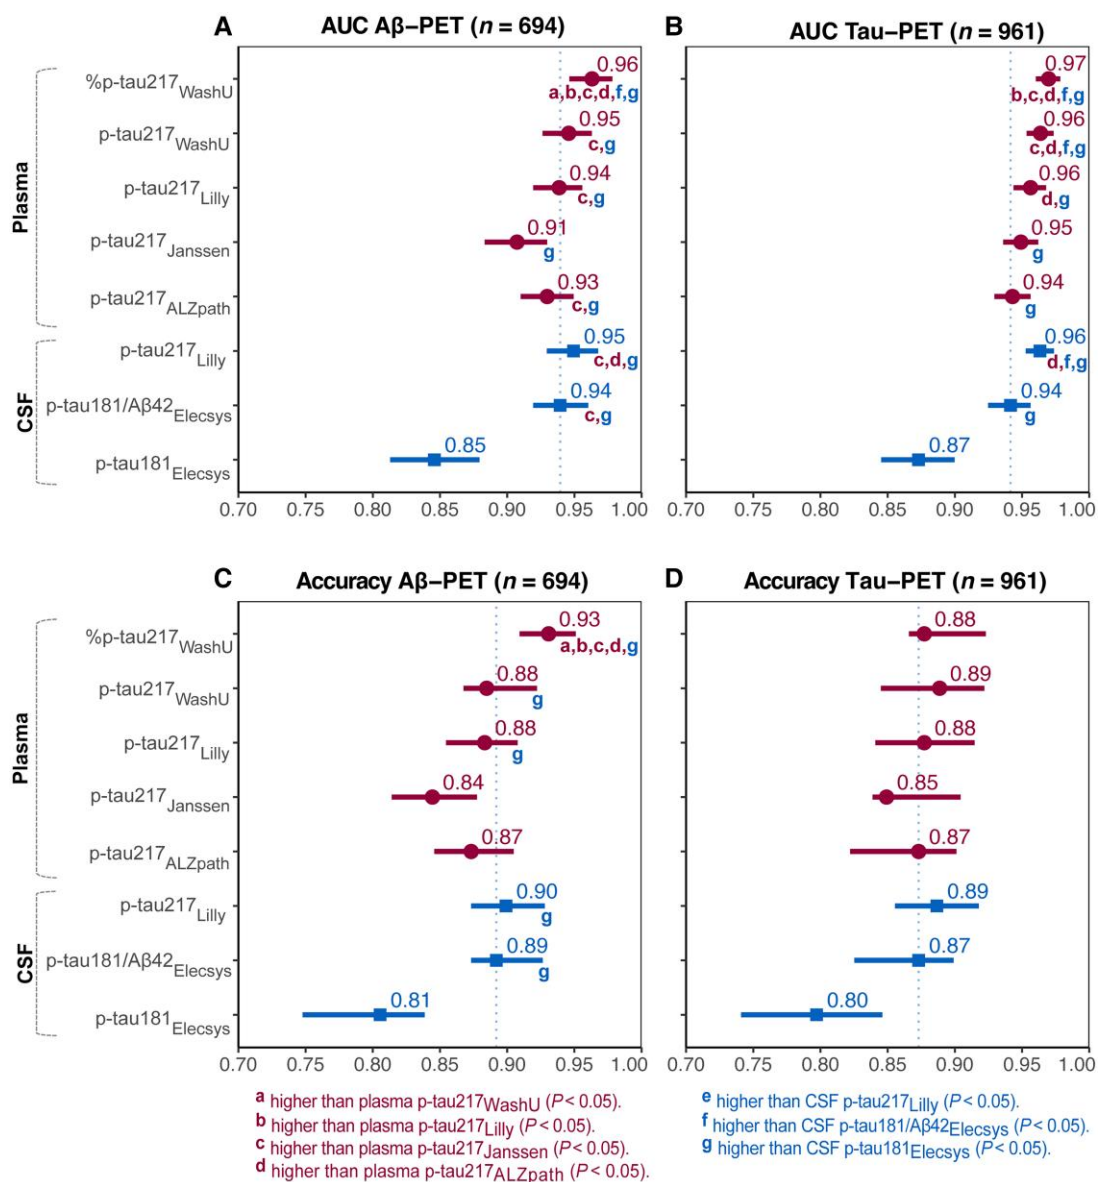 A AUC Aβ–PET (n = 694)
Plasma
%p-tau217WashU
0.96
a,b,c,d,f,g
p-tau217WashU
0.95
c,g
p-tau217Lilly
0.94
c,g
p-tau217Janssen
0.91
g
p-tau217ALZpath
0.93
c,g
CSF
p-tau217Lilly
0.95
c,d,g
p-tau181/Aβ42Elecsys
0.94
c,g
p-tau181Elecsys
0.85
0.70 0.75 0.80 0.85 0.90 0.95 1.00
B AUC Tau–PET (n = 961)
0.97
b,c,d,f,g
0.96
c,d,f,g
0.96
d,g
0.95
g
0.94
g
0.96
d,f,g
0.94
g
0.87
0.70 0.75 0.80 0.85 0.90 0.95 1.00
C Accuracy Aβ–PET (n = 694)
Plasma
%p-tau217WashU
0.93
a,b,c,d,g
p-tau217WashU
0.88
g
p-tau217Lilly
0.88
g
p-tau217Janssen
0.84
p-tau217ALZpath
0.87
CSF
p-tau217Lilly
0.90
g
p-tau181/Aβ42Elecsys
0.89
g
p-tau181Elecsys
0.81
0.70 0.75 0.80 0.85 0.90 0.95 1.00
D Accuracy Tau–PET (n = 961)
0.88
0.89
0.88
0.85
0.87
0.89
0.87
0.80
0.70 0.75 0.80 0.85 0.90 0.95 1.00
a higher than plasma p-tau217WashU (P < 0.05).
b higher than plasma p-tau217Lilly (P < 0.05).
c higher than plasma p-tau217Janssen (P < 0.05).
d higher than plasma p-tau217ALZpath (P < 0.05).
e higher than CSF p-tau217Lilly (P < 0.05).
f higher than CSF p-tau181/Aβ42Elecsys (P < 0.05).
g higher than CSF p-tau181Elecsys (P < 0.05).